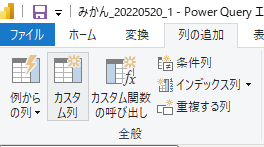 みかん_20220520_1 - Power Query エ
ファイル ホーム 変換 列の追加 表
例から
の列
カスタ
ム列
カスタム関数
の呼び出し
条件列
インデックス列
重複する列
全般